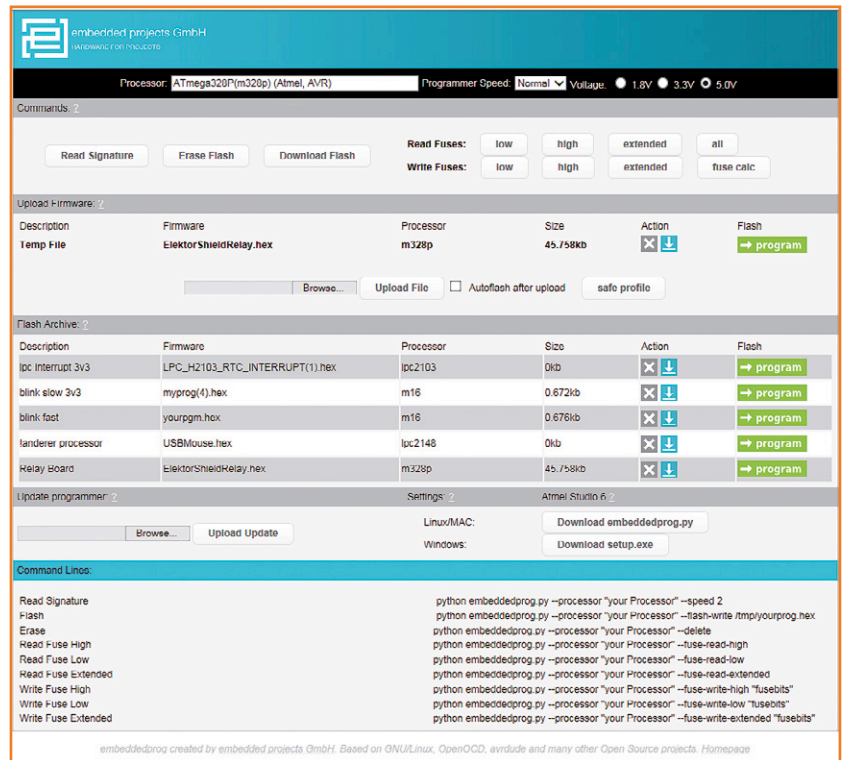 embedded projects GmbH
HARDWARE FOR PROJECTS
Processor: ATmega328P(m328p) (Atmel, AVR) Programmer Speed: Normal Voltage: 1.8V 3.3V 5.0V
Commands: ?
Read Signature Erase Flash Download Flash
Read Fuses: low high extended all
Write Fuses: low high extended fuse calc
Upload Firmware: ?
Description Firmware Processor Size Action Flash
Temp File ElektorShieldRelay.hex m328p 45.758kb program
Browse... Upload File Autoflash after upload safe profile
Flash Archive: ?
Description Firmware Processor Size Action Flash
lpc interrupt 3v3 LPC_H2103_RTC_INTERRUPT(1).hex lpc2103 0kb program
blink slow 3v3 myprog(4).hex m16 0.672kb program
blink fast yourpgm.hex m16 0.676kb program
landerer processor USBMouse.hex lpc2148 0kb program
Relay Board ElektorShieldRelay.hex m328p 45.758kb program
Update programmer: ? Settings: ? Atmel Studio 6 ?
Browse... Upload Update
Linux/MAC: Download embeddedprog.py
Windows: Download setup.exe
Command Lines:
Read Signature python embeddedprog.py --processor "your Processor" --speed 2
Flash python embeddedprog.py --processor "your Processor" --flash-write /tmp/yourprog.hex
Erase python embeddedprog.py --processor "your Processor" --delete
Read Fuse High python embeddedprog.py --processor "your Processor" --fuse-read-high
Read Fuse Low python embeddedprog.py --processor "your Processor" --fuse-read-low
Read Fuse Extended python embeddedprog.py --processor "your Processor" --fuse-read-extended
Write Fuse High python embeddedprog.py --processor "your Processor" --fuse-write-high "fusebits"
Write Fuse Low python embeddedprog.py --processor "your Processor" --fuse-write-low "fusebits"
Write Fuse Extended python embeddedprog.py --processor "your Processor" --fuse-write-extended "fusebits"
embeddedprog created by embedded projects GmbH. Based on GNU/Linux, OpenOCD, avrdude and many other Open Source projects. Homepage